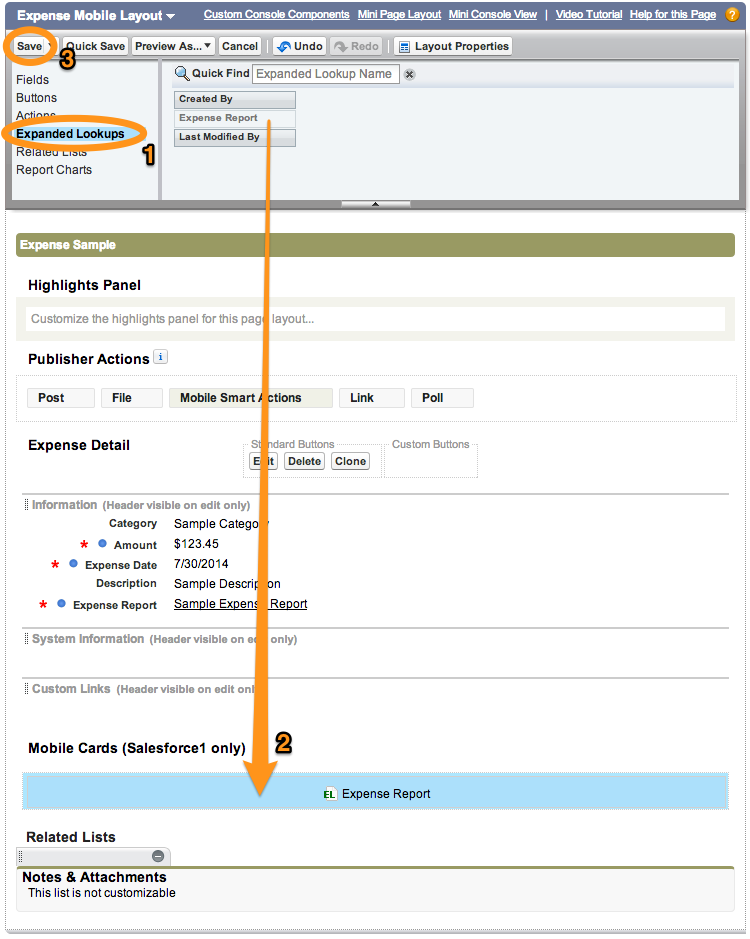 Expense Mobile Layout Custom Console Components Mini Page Layout Mini Console View | Video Tutorial Help for this Page ?
Save Quick Save Preview As... Cancel Undo Redo Layout Properties
3
Fields
Buttons
Actions
Expanded Lookups
Related Lists
Report Charts
1
Quick Find Expanded Lookup Name
Created By
Expense Report
Last Modified By
Expense Sample
Highlights Panel
Customize the highlights panel for this page layout...
Publisher Actions i
Post File Mobile Smart Actions Link Poll
Expense Detail Standard Buttons Custom Buttons
Edit Delete Clone
Information (Header visible on edit only)
Category Sample Category
* Amount $123.45
* Expense Date 7/30/2014
Description Sample Description
* Expense Report Sample Expense Report
System Information (Header visible on edit only)
Custom Links (Header visible on edit only)
Mobile Cards (Salesforce1 only) 2
EL Expense Report
Related Lists
Notes & Attachments
This list is not customizable